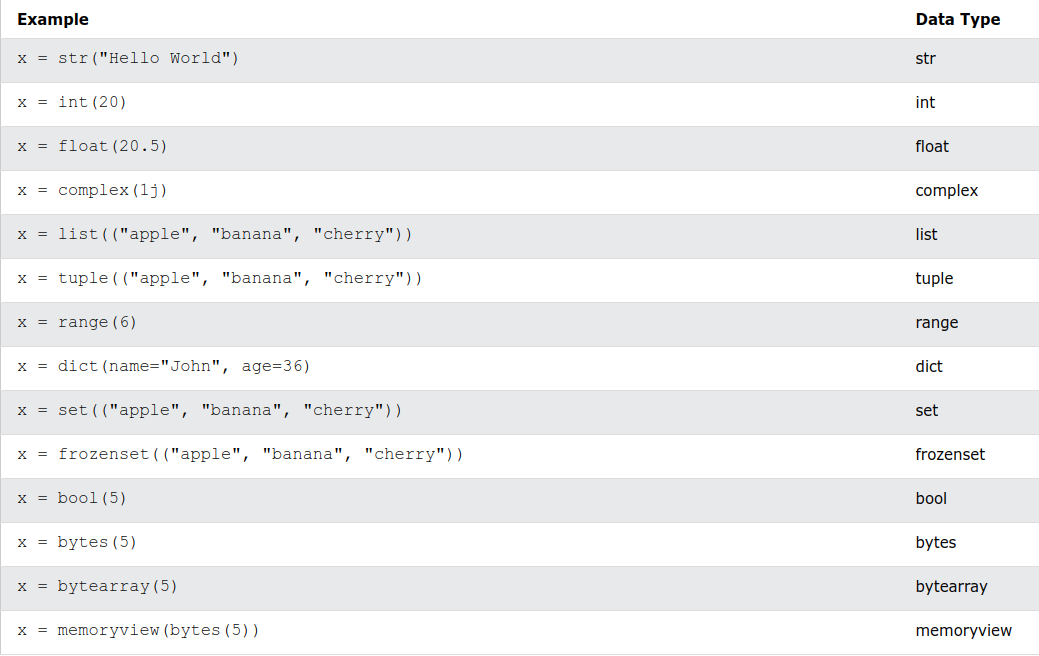 Example Data Type
x = str("Hello World") str
x = int(20) int
x = float(20.5) float
x = complex(1j) complex
x = list(("apple", "banana", "cherry")) list
x = tuple(("apple", "banana", "cherry")) tuple
x = range(6) range
x = dict(name="John", age=36) dict
x = set(("apple", "banana", "cherry")) set
x = frozenset(("apple", "banana", "cherry")) frozenset
x = bool(5) bool
x = bytes(5) bytes
x = bytearray(5) bytearray
x = memoryview(bytes(5)) memoryview